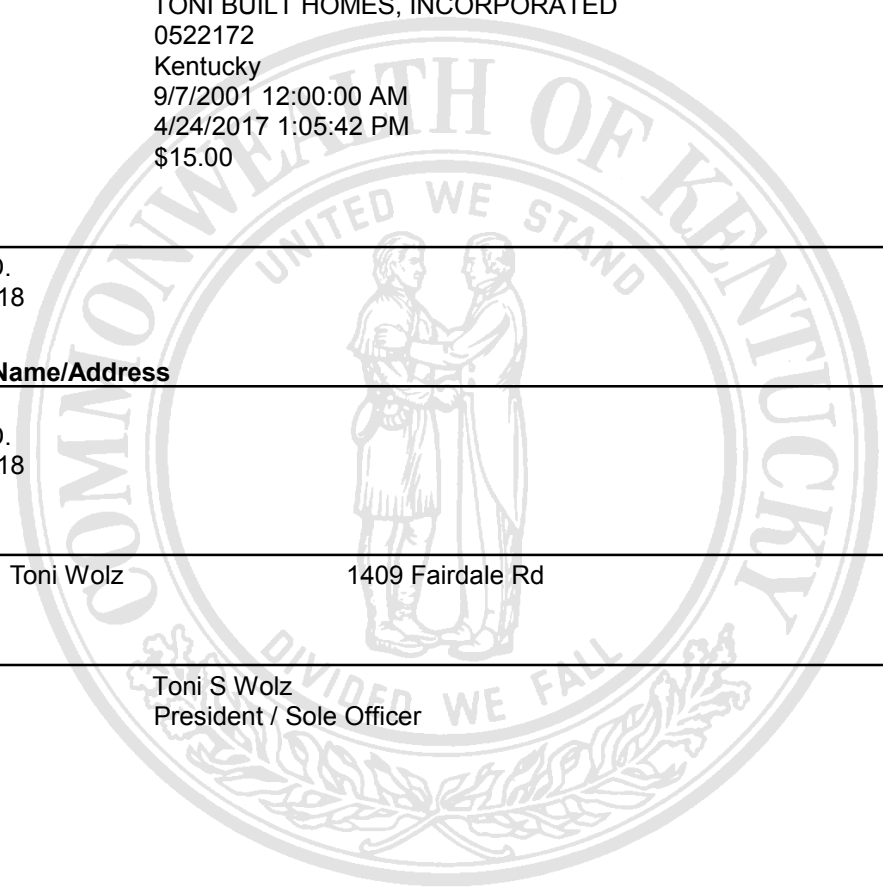 TONI BUILT HOMES, INCORPORATED
0522172
Kentucky
9/7/2001 12:00:00 AM
4/24/2017 1:05:42 PM
$15.00
COMMONWEALTH OF KENTUCKY
UNITED WE STAND
D.
18
Name/Address
D.
18
Toni Wolz 1409 Fairdale Rd
Toni S Wolz
President / Sole Officer
DIVIDED WE FALL